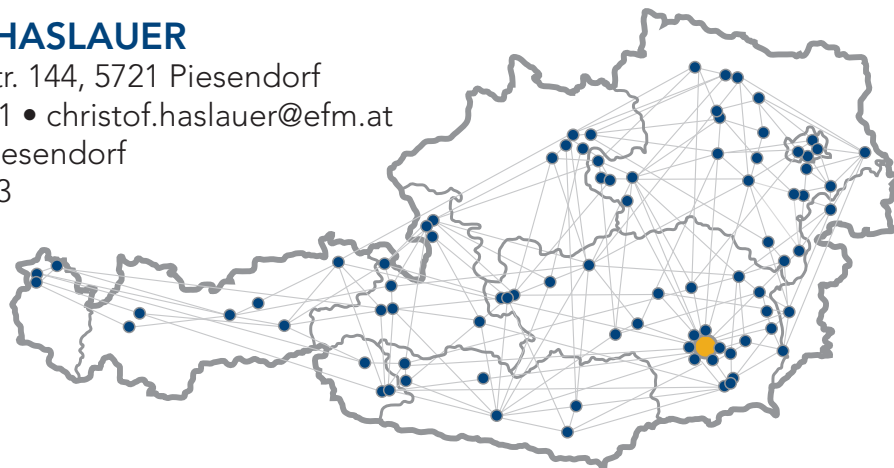 HASLAUER
tr. 144, 5721 Piesendorf
1 • christof.haslauer@efm.at
esendorf
3